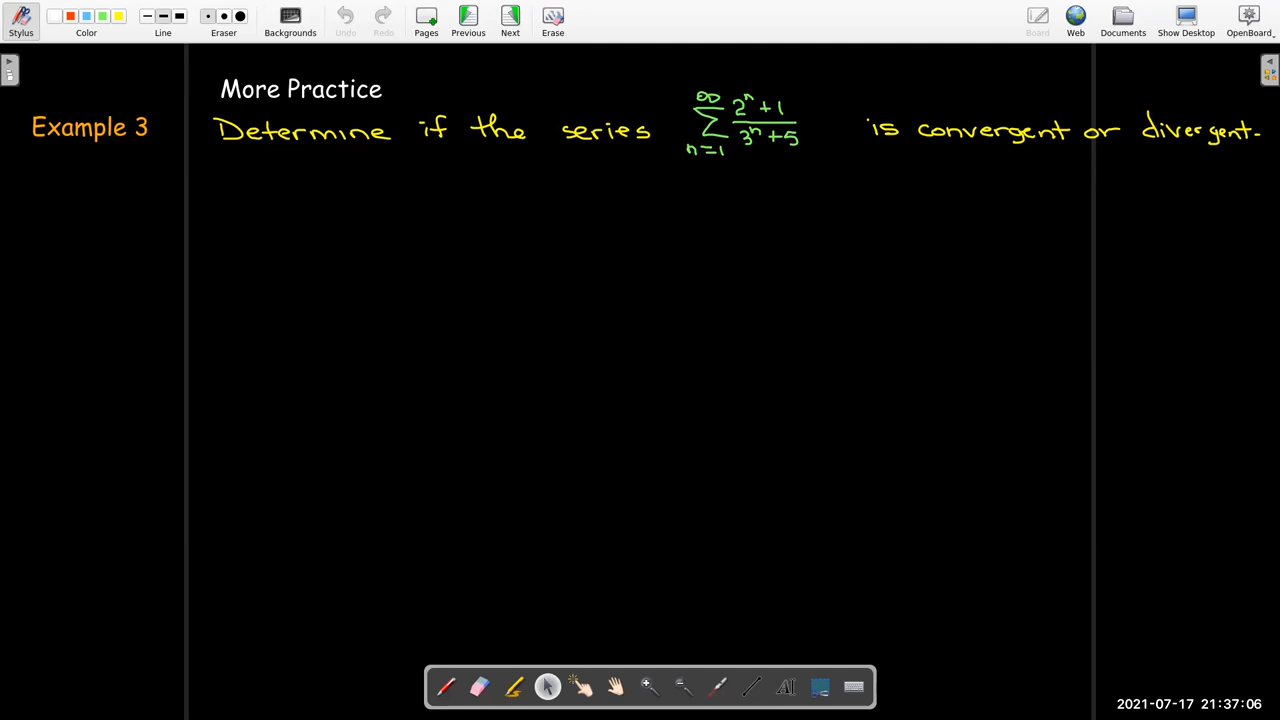 Stylus Color Line Eraser Backgrounds Undo Redo Pages Previous Next Erase Board Web Documents Show Desktop OpenBoard
More Practice
Example 3 Determine if the series ∑_{n=1}^{∞} \frac{2^n+1}{3^n+5} is convergent or divergent.
AI
2021-07-17 21:37:06